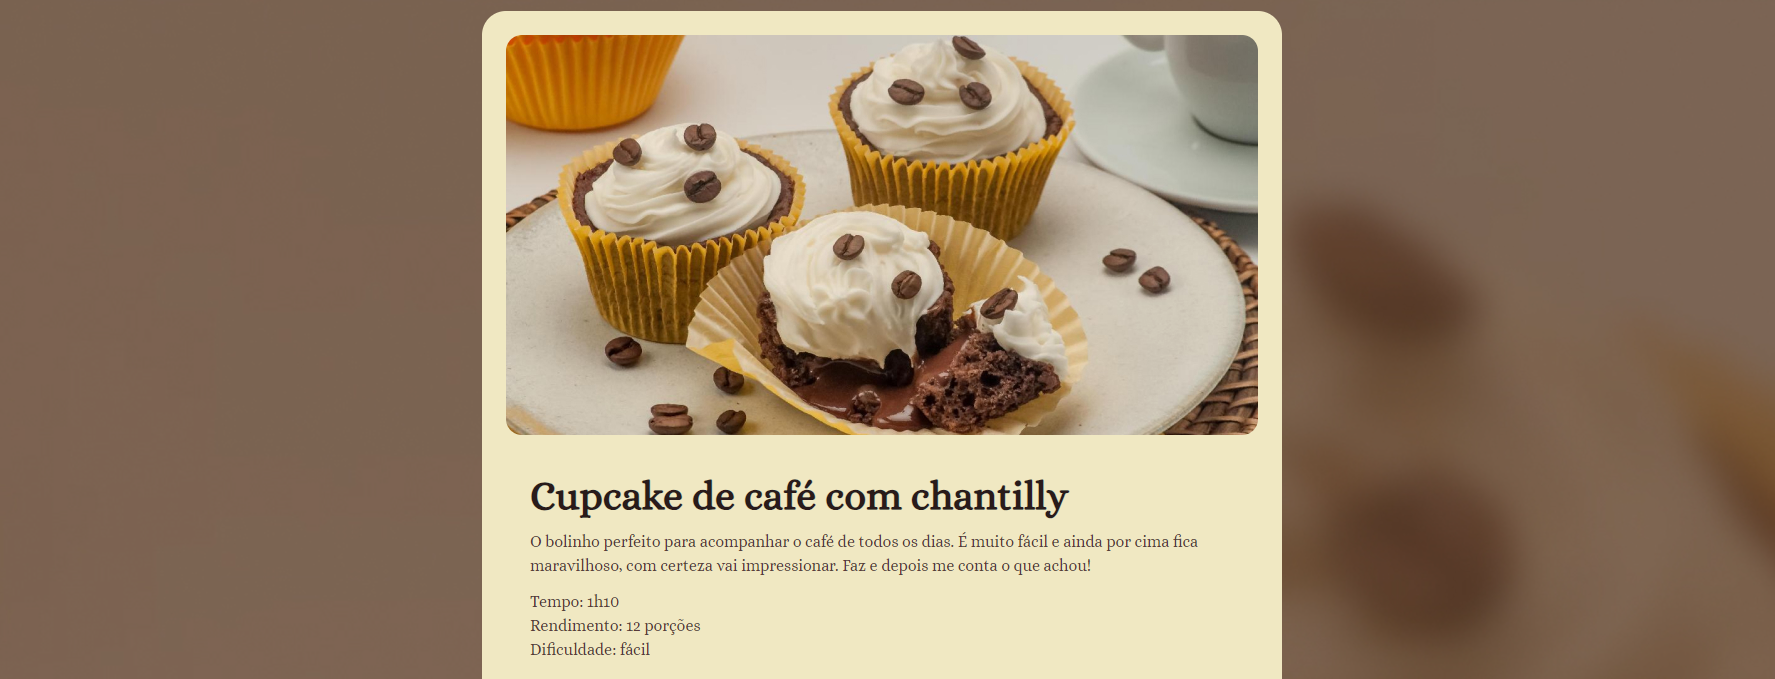 Cupcake de café com chantilly
O bolinho perfeito para acompanhar o café de todos os dias. É muito fácil e ainda por cima fica
maravilhoso, com certeza vai impressionar. Faz e depois me conta o que achou!
Tempo: 1h10
Rendimento: 12 porções
Dificuldade: fácil